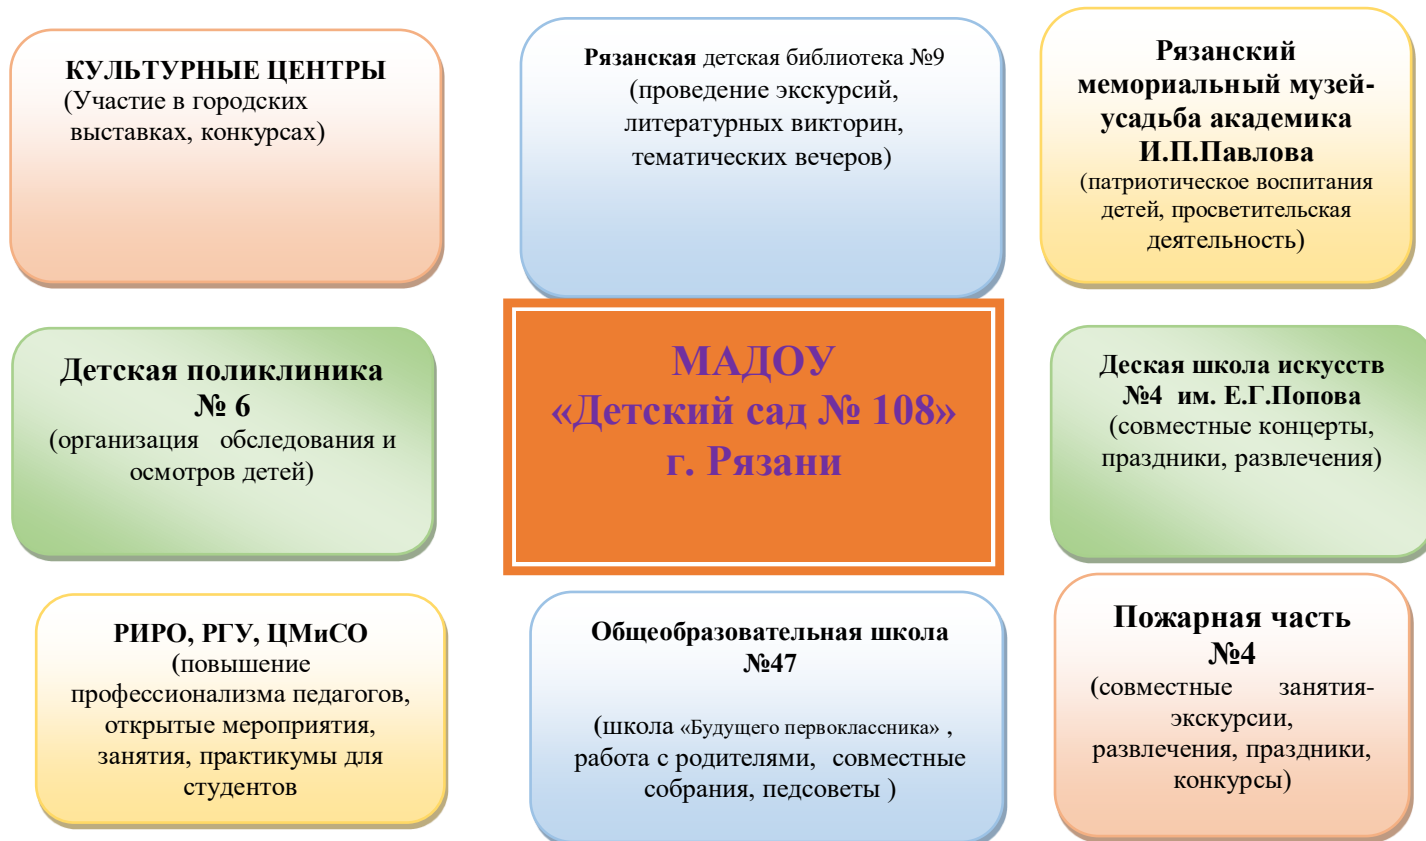 КУЛЬТУРНЫЕ ЦЕНТРЫ
(Участие в городских
выставках, конкурсах)
Рязанская детская библиотека №9
(проведение экскурсий,
литературных викторин,
тематических вечеров)
Рязанский
мемориальный музей-
усадьба академика
И.П.Павлова
(патриотическое воспитания
детей, просветительская
деятельность)
Детская поликлиника
№ 6
(организация обследования и
осмотров детей)
МАДОУ
«Детский сад № 108»
г. Рязани
Деская школа искусств
№4 им. Е.Г.Попова
(совместные концерты,
праздники, развлечения)
РИРО, РГУ, ЦМиСО
(повышение
профессионализма педагогов,
открытые мероприятия,
занятия, практикумы для
студентов
Общеобразовательная школа
№47
(школа «Будущего первоклассника» ,
работа с родителями, совместные
собрания, педсоветы )
Пожарная часть
№4
(совместные занятия-
экскурсии,
развлечения, праздники,
конкурсы)